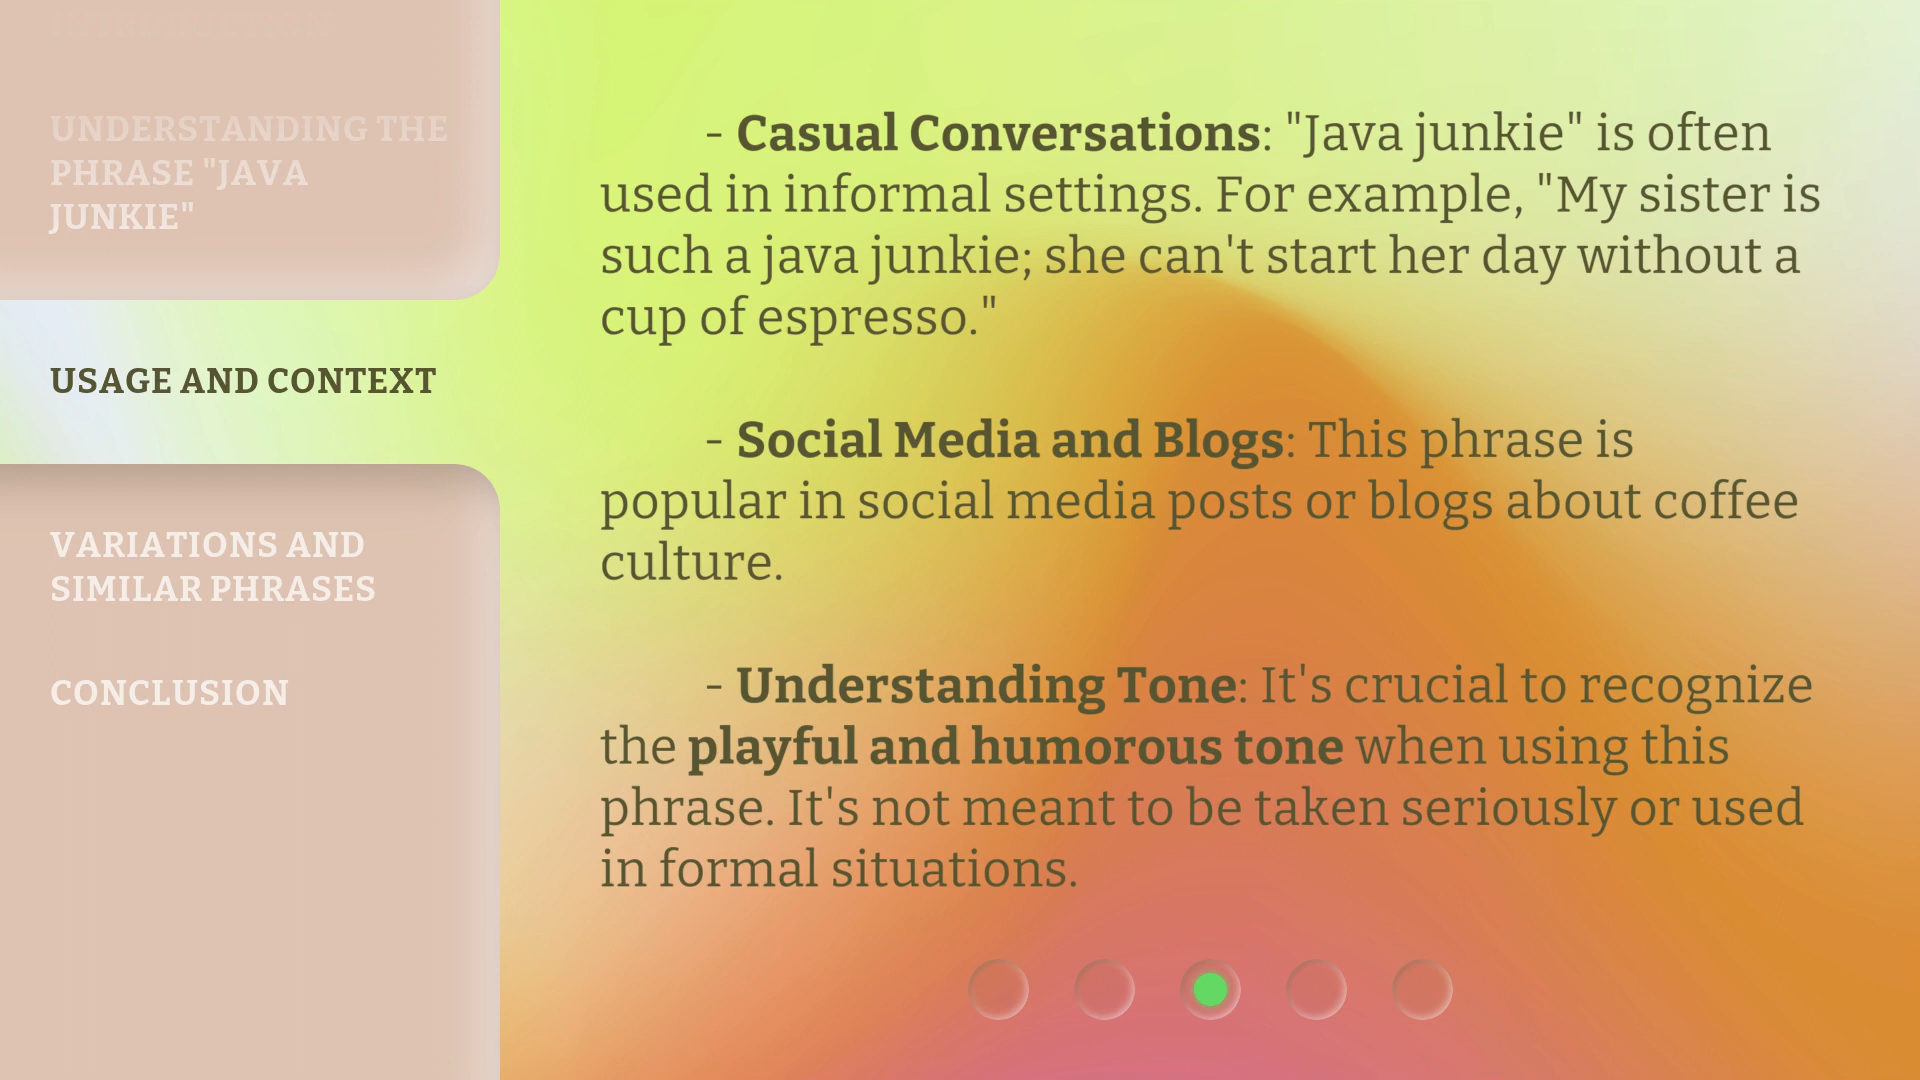 INTRODUCTION
UNDERSTANDING THE
PHRASE "JAVA
JUNKIE"
USAGE AND CONTEXT
VARIATIONS AND
SIMILAR PHRASES
CONCLUSION
- Casual Conversations: "Java junkie" is often
used in informal settings. For example, "My sister is
such a java junkie; she can't start her day without a
cup of espresso."
- Social Media and Blogs: This phrase is
popular in social media posts or blogs about coffee
culture.
- Understanding Tone: It's crucial to recognize
the playful and humorous tone when using this
phrase. It's not meant to be taken seriously or used
in formal situations.